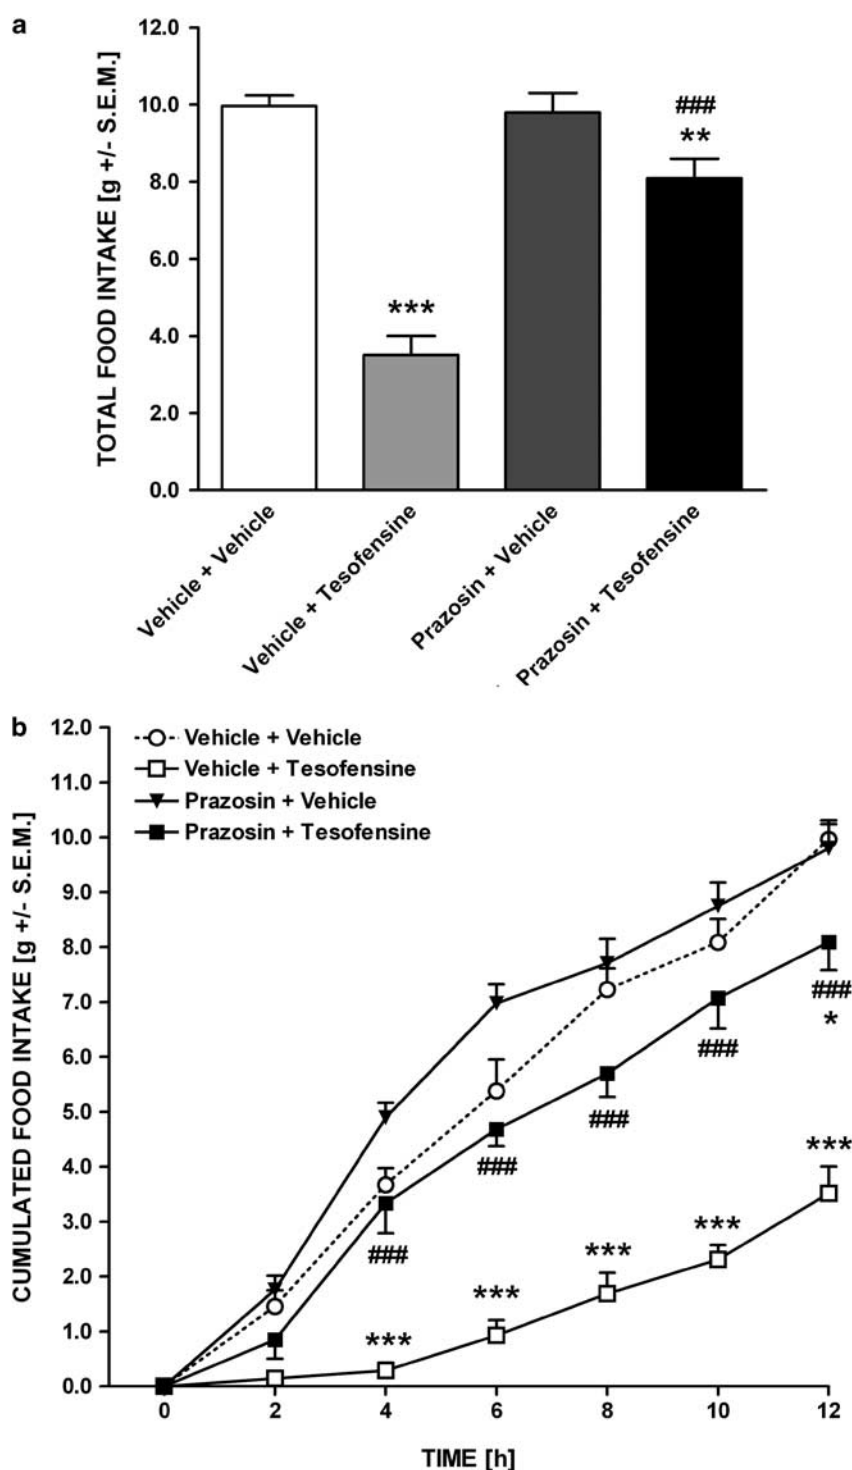 a
TOTAL FOOD INTAKE [g +/- S.E.M.]
12.0
10.0
8.0
6.0
4.0
2.0
0.0
***
###
**
Vehicle + Vehicle
Vehicle + Tesofensine
Prazosin + Vehicle
Prazosin + Tesofensine
b
CUMULATED FOOD INTAKE [g +/- S.E.M.]
12.0
11.0
10.0
9.0
8.0
7.0
6.0
5.0
4.0
3.0
2.0
1.0
0.0
Vehicle + Vehicle
Vehicle + Tesofensine
Prazosin + Vehicle
Prazosin + Tesofensine
###
###
###
###
###
*
***
***
***
***
***
0 2 4 6 8 10 12
TIME [h]